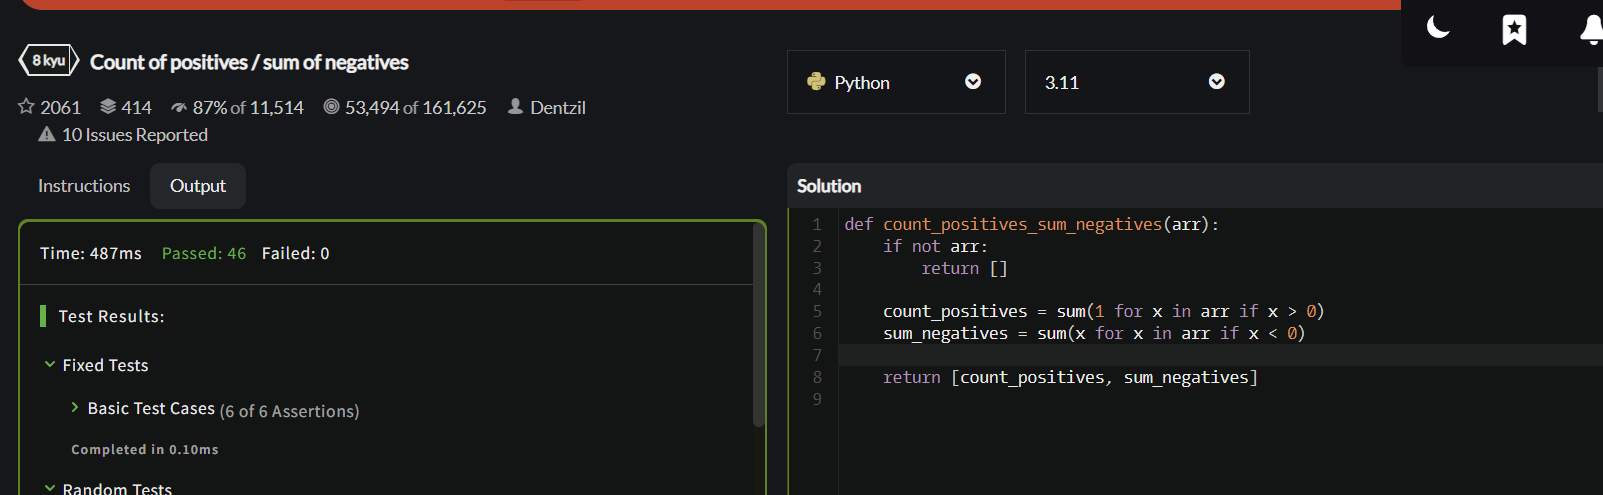 8 kyu Count of positives / sum of negatives
2061 414 87% of 11,514 53,494 of 161,625 Dentzil
10 Issues Reported
Instructions Output
Time: 487ms Passed: 46 Failed: 0
Test Results:
Fixed Tests
Basic Test Cases (6 of 6 Assertions)
Completed in 0.10ms
Random Tests
Python 3.11
Solution
1 def count_positives_sum_negatives(arr):
2     if not arr:
3         return []
4
5     count_positives = sum(1 for x in arr if x > 0)
6     sum_negatives = sum(x for x in arr if x < 0)
7
8     return [count_positives, sum_negatives]
9